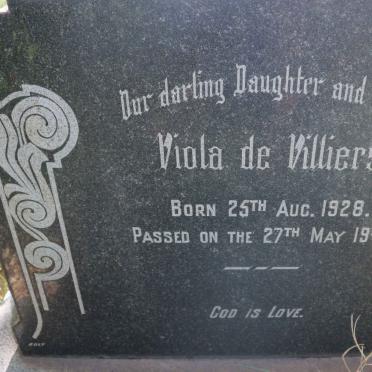 Our darling Daughter and
Viola de Villiers
BORN 25TH AUG. 1928.
PASSED ON THE 27TH MAY 19
GOD IS LOVE.